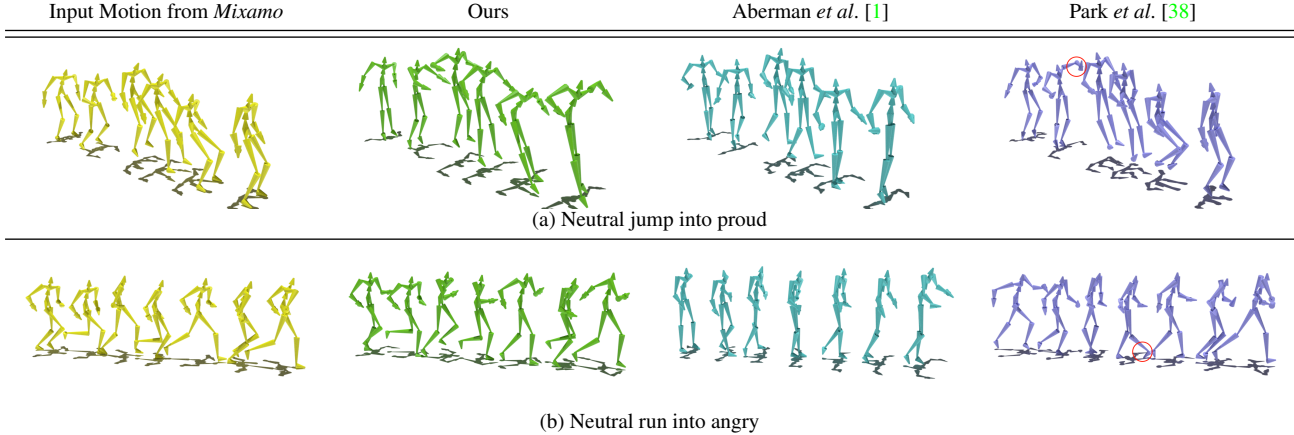 Input Motion from Mixamo Ours Aberman et al. [1] Park et al. [38]
(a) Neutral jump into proud
(b) Neutral run into angry